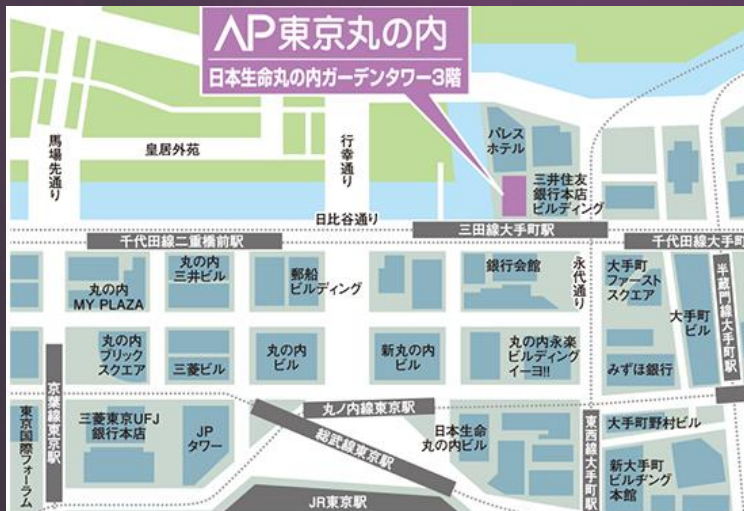 AP東京丸の内
日本生命丸の内ガーデンタワー3階
馬場先通り
皇居外苑
行幸通り
パレス
ホテル
三井住友
銀行本店
ビルディング
日比谷通り
三田線大手町駅
千代田線二重橋前駅
千代田線大手町
丸の内
MY PLAZA
丸の内
三井ビル
郵船
ビルディング
銀行会館
永代通り
大手町
ファースト
スクエア
大手町
ビル
半蔵門線大手町駅
丸の内
ブリック
スクエア
三菱ビル
丸の内
ビル
新丸の内
ビル
丸の内永楽
ビルディング
イーヨ!!
みずほ銀行
京葉線東京駅
丸ノ内線東京駅
東京国際フォーラム
三菱東京UFJ
銀行本店
JP
タワー
総武線東京駅
日本生命
丸の内ビル
東西線大手町駅
大手町野村ビル
新大手町
ビルヂング
本館
JR東京駅